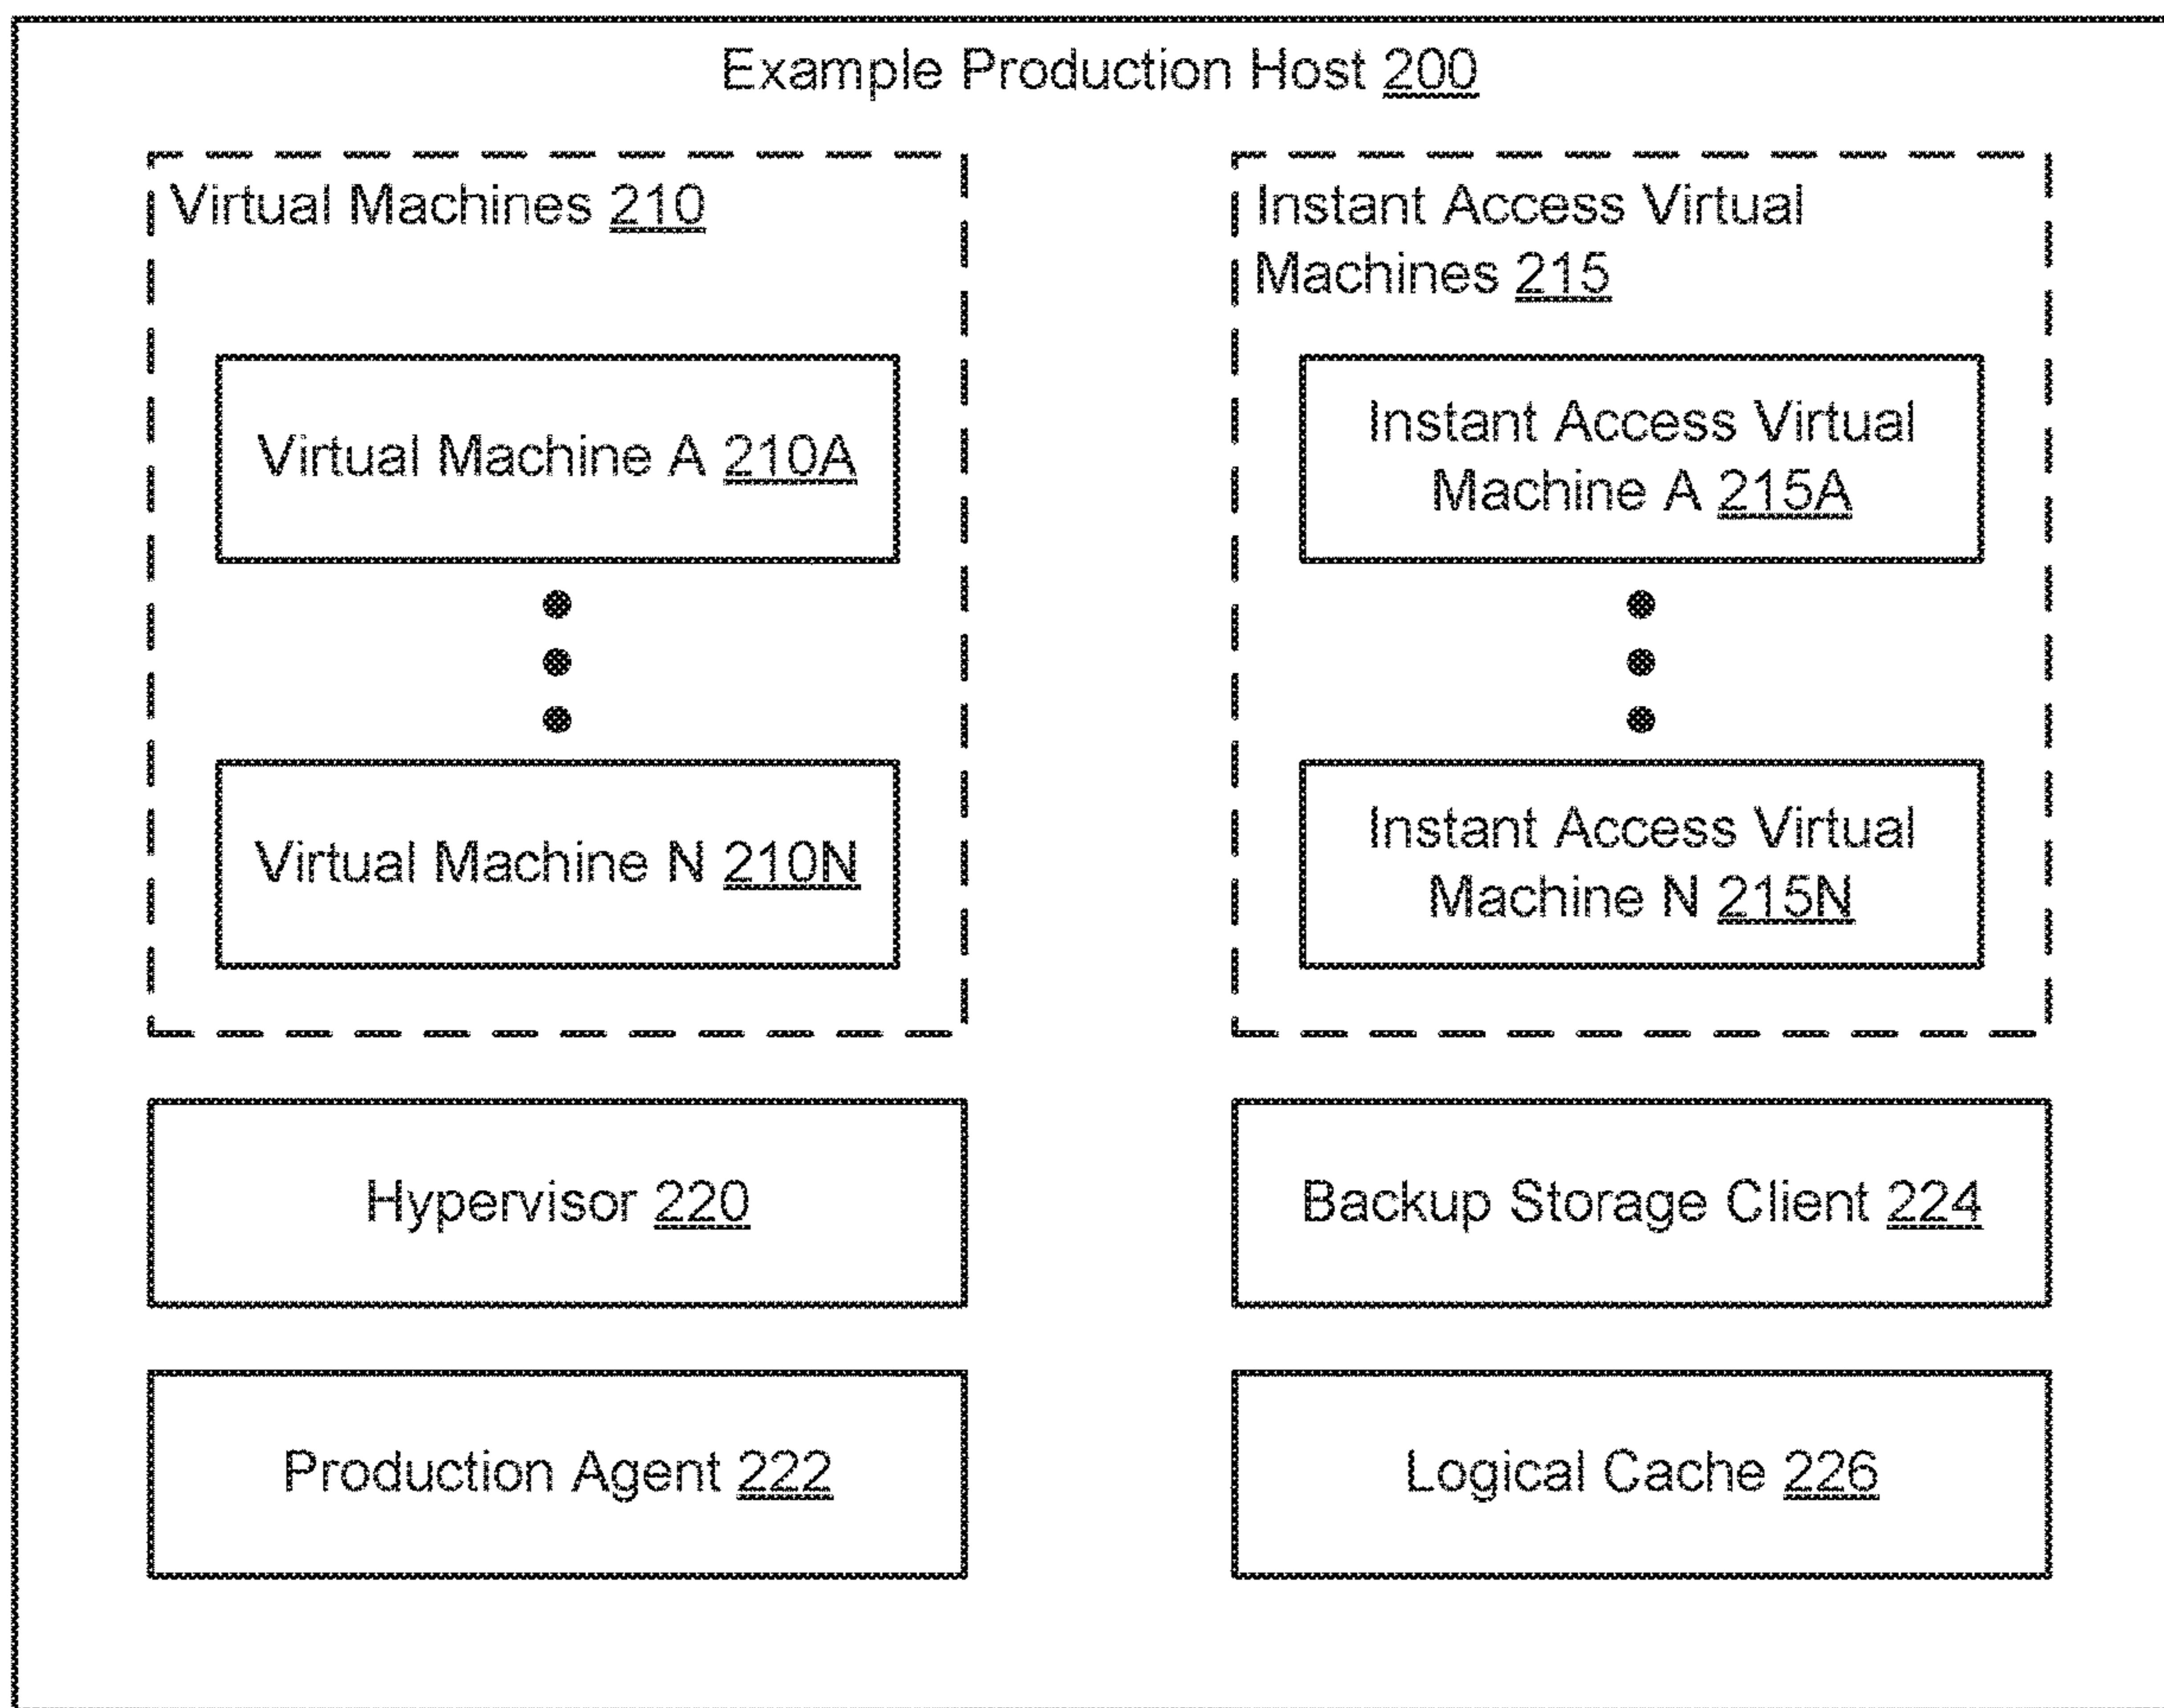 Example Production Host 200
Virtual Machines 210
Virtual Machine A 210A
Virtual Machine N 210N
Instant Access Virtual
Machines 215
Instant Access Virtual
Machine A 215A
Instant Access Virtual
Machine N 215N
Hypervisor 220
Backup Storage Client 224
Production Agent 222
Logical Cache 226